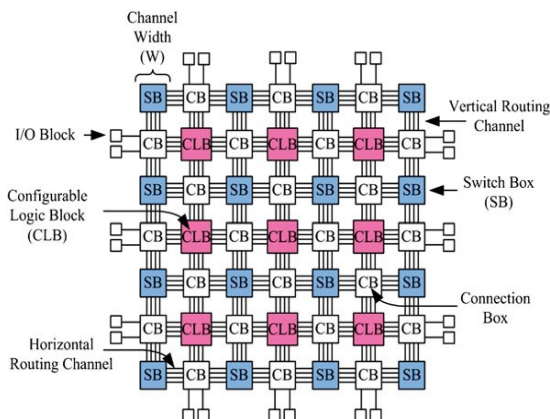 Channel
Width
(W)
SB CB SB CB SB CB SB
Vertical Routing
Channel
I/O Block
CB CLB CB CLB CB CLB CB
SB CB SB CB SB CB SB
Switch Box
(SB)
Configurable
Logic Block
(CLB)
CB CLB CB CLB CB CLB CB
SB CB SB CB SB CB SB
Connection
Box
CB CLB CB CLB CB CLB CB
Horizontal
Routing Channel
SB CB SB CB SB CB SB